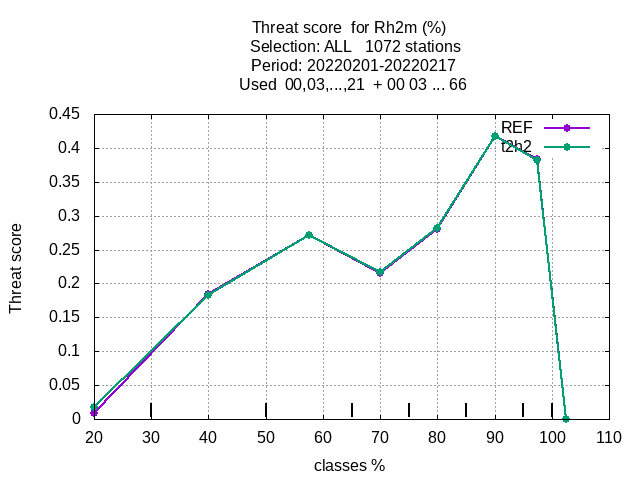 Threat score  for Rh2m (%)
Selection: ALL   1072 stations
Period: 20220201-20220217
Used  00,03,...,21  + 00 03 ... 66
REF
t2h2
Threat score
0.45
0.4
0.35
0.3
0.25
0.2
0.15
0.1
0.05
0
20 30 40 50 60 70 80 90 100 110
classes %